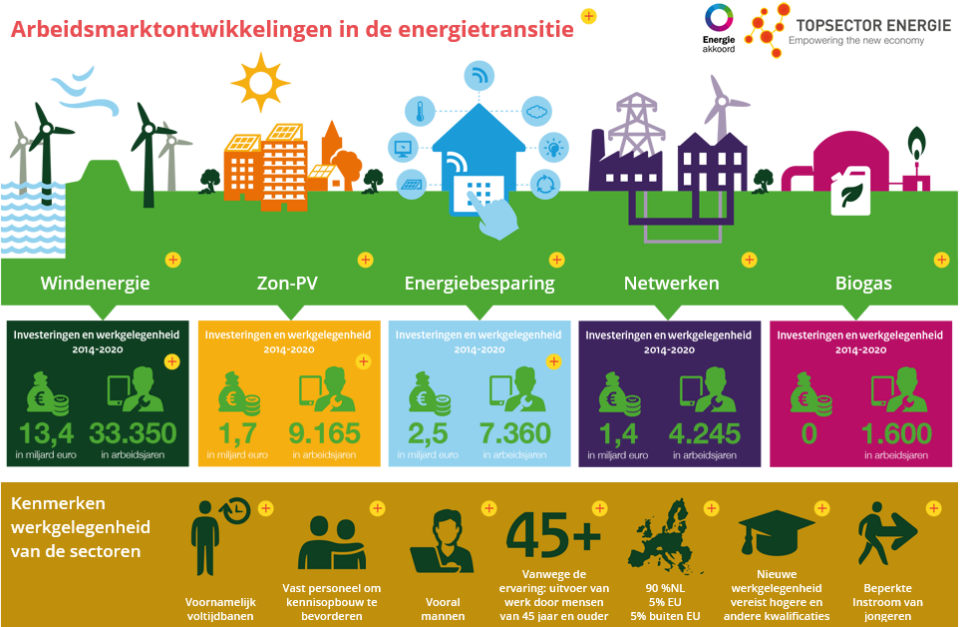 Arbeidsmarktontwikkelingen in de energietransitie
Energie
akkoord
TOPSECTOR ENERGIE
Empowering the new economy
Windenergie
Zon-PV
Energiebesparing
Netwerken
Biogas
Investeringen en werkgelegenheid
2014-2020
€
13,4
in miljard euro
33.350
in arbeidsjaren
Investeringen en werkgelegenheid
2014-2020
€
1,7
in miljard euro
9.165
in arbeidsjaren
Investeringen en werkgelegenheid
2014-2020
€
2,5
in miljard euro
7.360
in arbeidsjaren
Investeringen en werkgelegenheid
2014-2020
€
1,4
in miljard euro
4.245
in arbeidsjaren
Investeringen en werkgelegenheid
2014-2020
€
0
1.600
in arbeidsjaren
Kenmerken
werkgelegenheid
van de sectoren
Voornamelijk
voltijdbanen
Vast personeel om
kennisopbouw te
bevorderen
Vooral
mannen
45+
Vanwege de
ervaring: uitvoer van
werk door mensen
van 45 jaar en ouder
90 %NL
5% EU
5% buiten EU
Nieuwe
werkgelegenheid
vereist hogere en
andere kwalificaties
Beperkte
Instroom van
jongeren